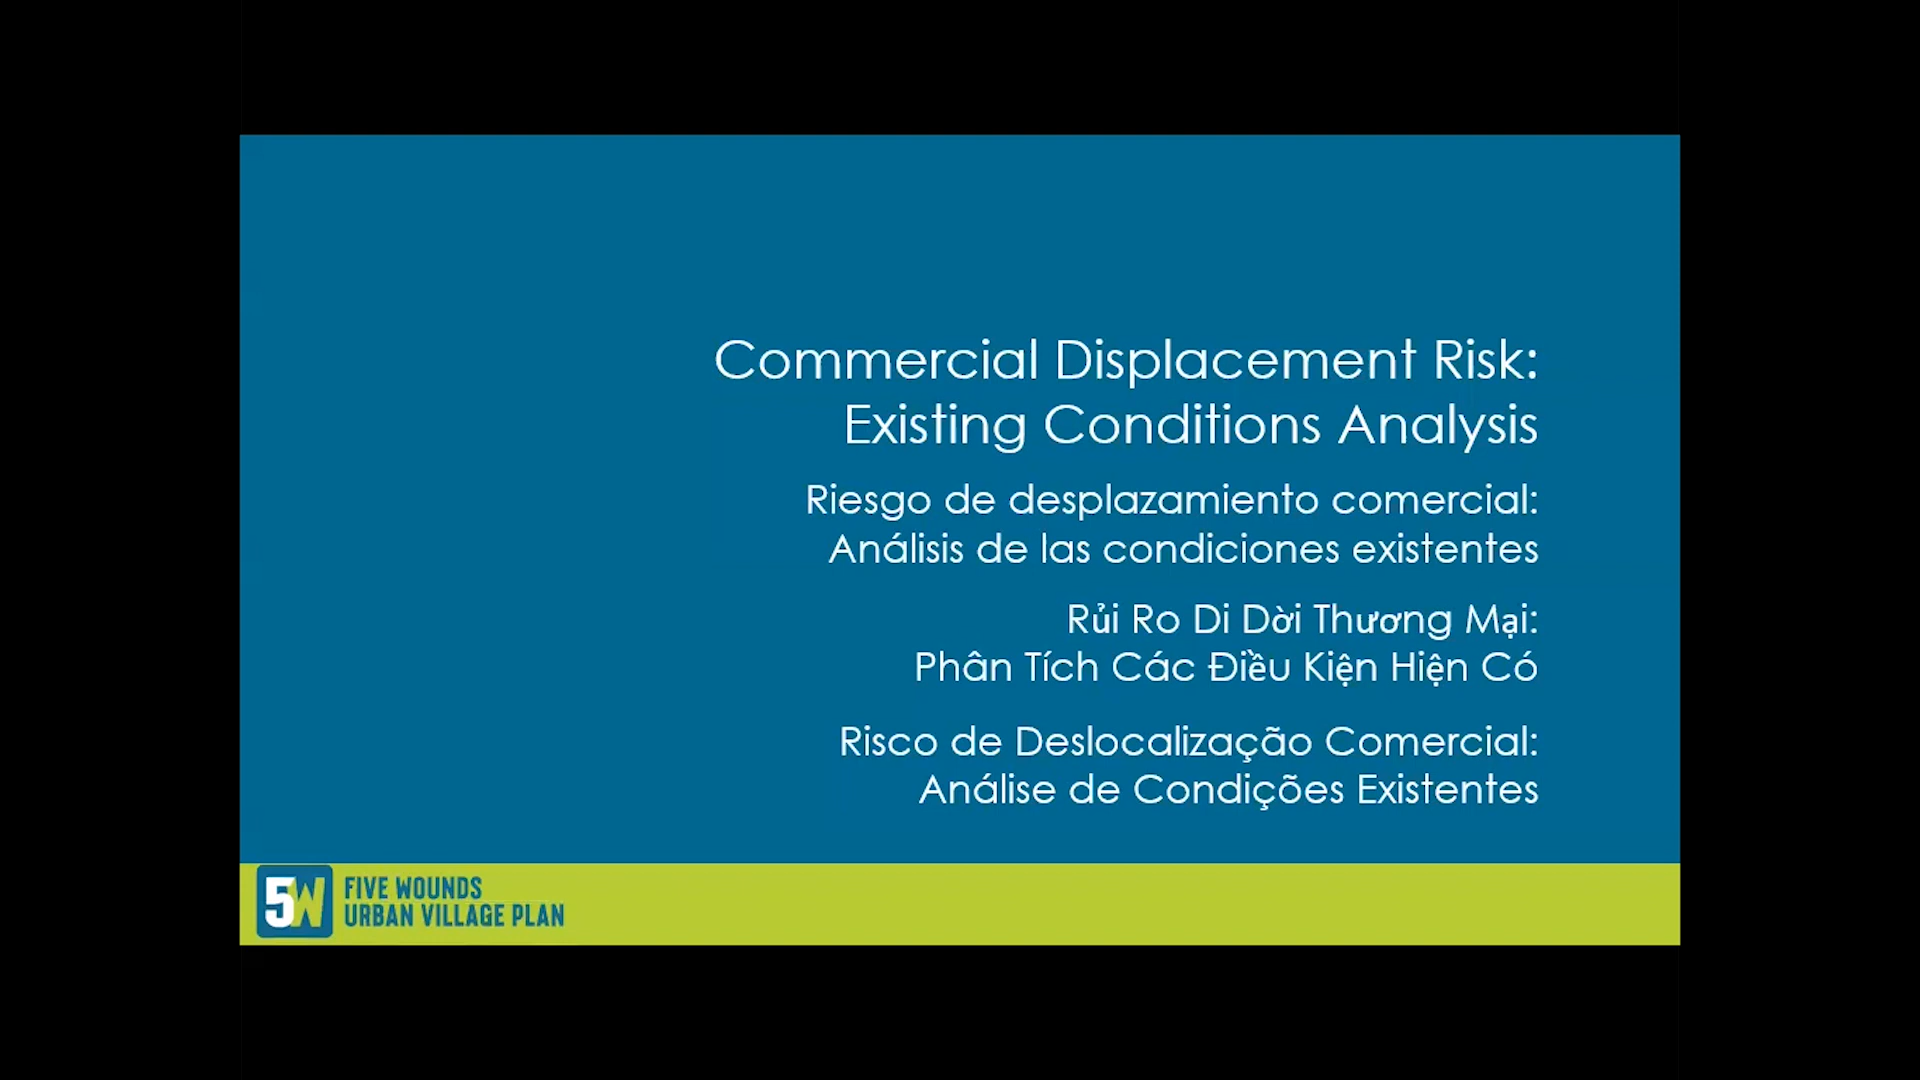 Commercial Displacement Risk:
Existing Conditions Analysis
Riesgo de desplazamiento comercial:
Análisis de las condiciones existentes
Rủi Ro Di Dời Thương Mại:
Phân Tích Các Điều Kiện Hiện Có
Risco de Deslocalização Comercial:
Análise de Condições Existentes
5W
FIVE WOUNDS
URBAN VILLAGE PLAN